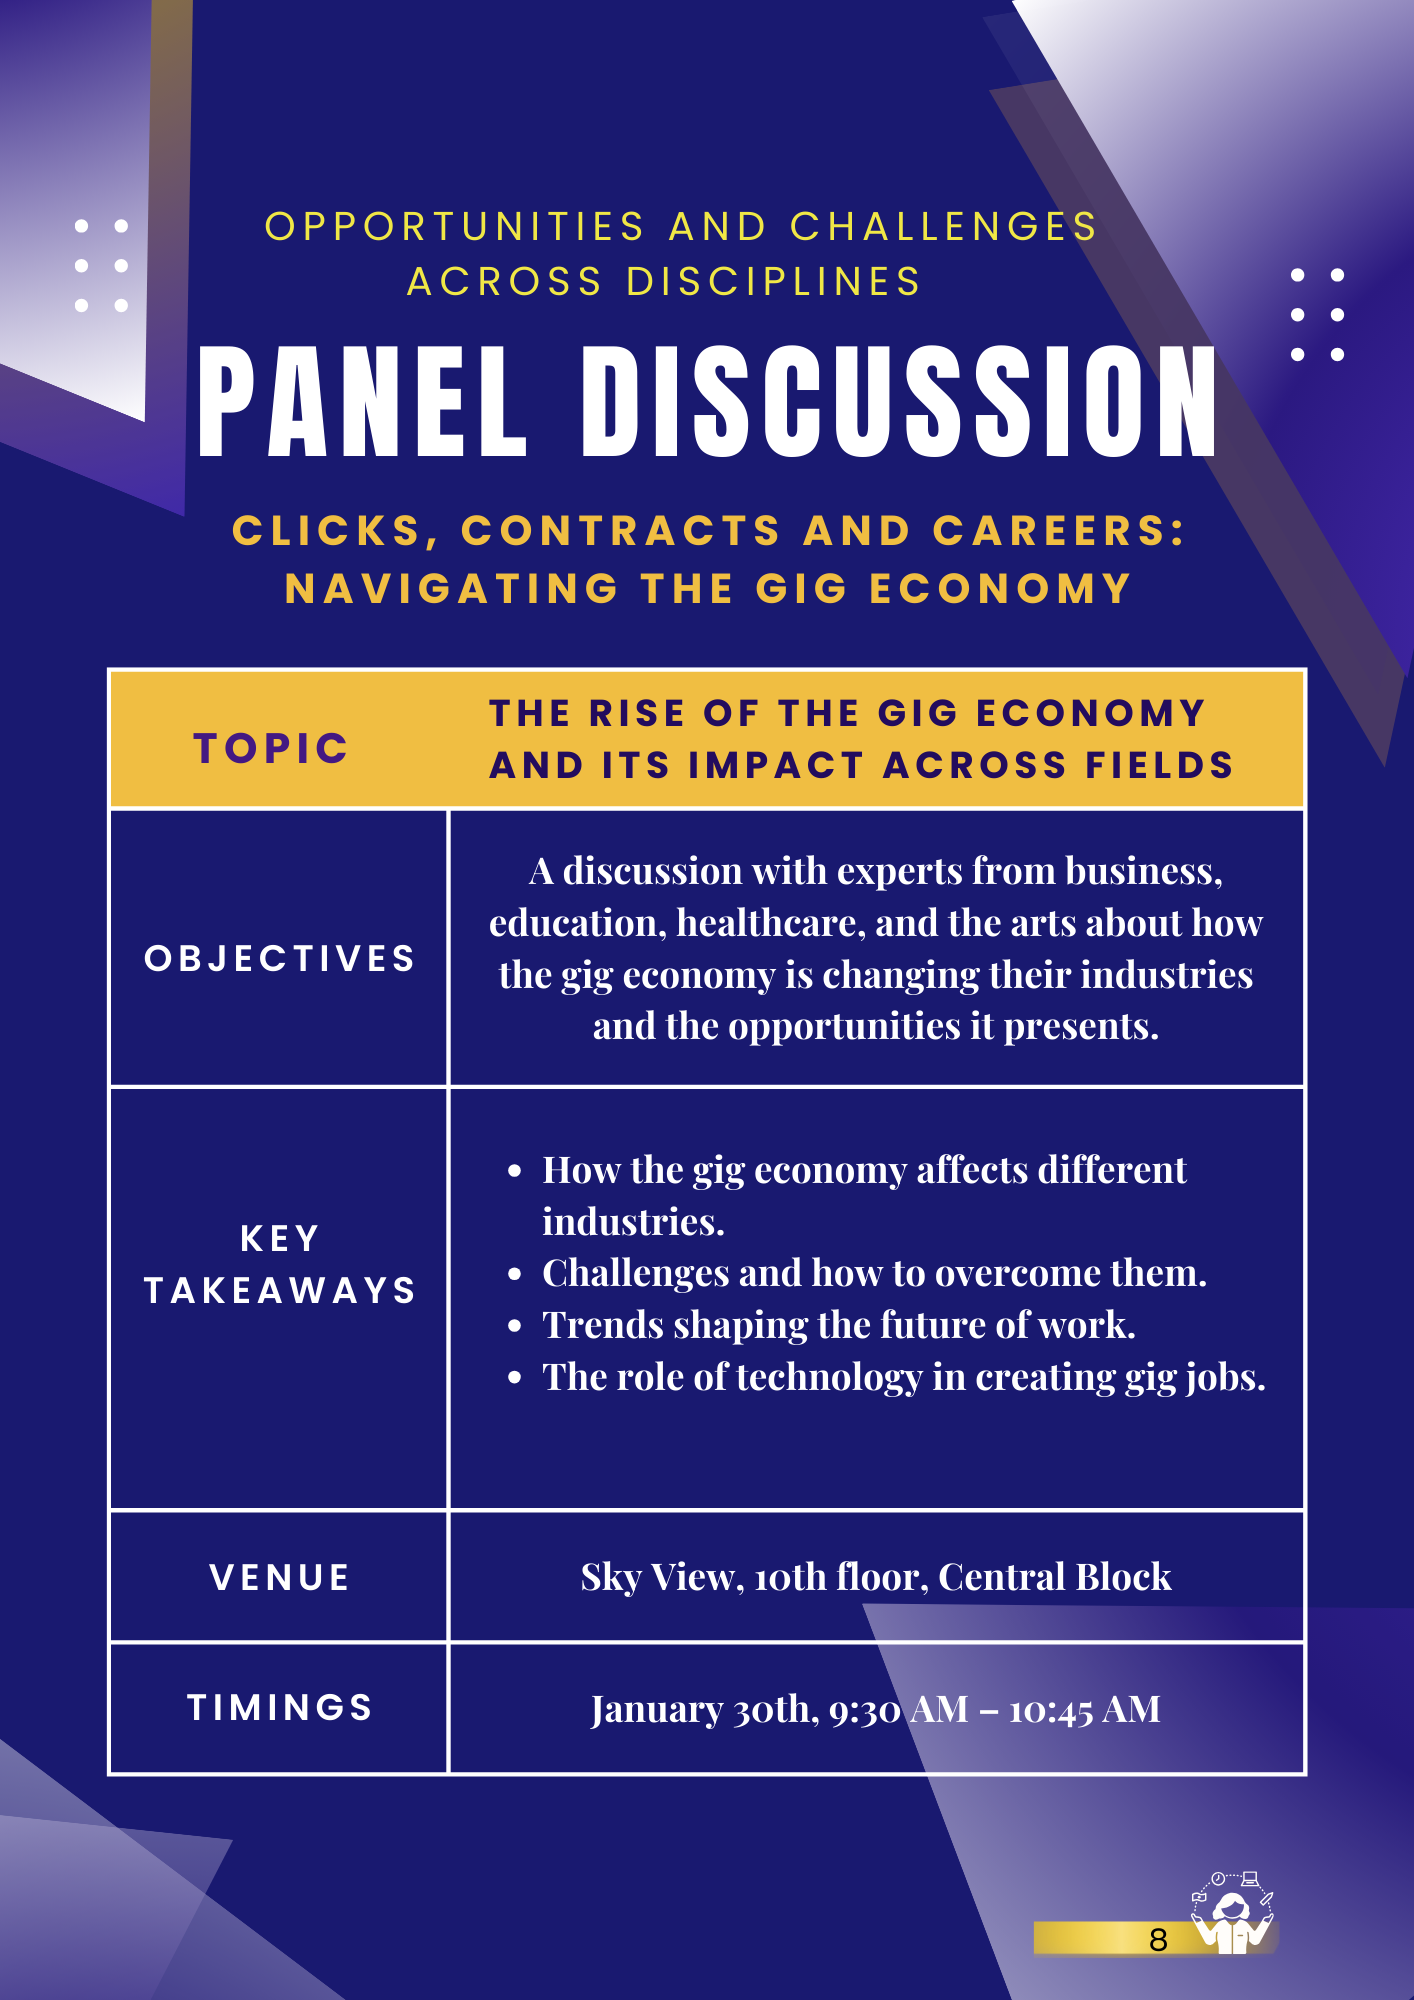 OPPORTUNITIES AND CHALLENGES
ACROSS DISCIPLINES
PANEL DISCUSSION
CLICKS, CONTRACTS AND CAREERS:
NAVIGATING THE GIG ECONOMY
TOPIC
THE RISE OF THE GIG ECONOMY
AND ITS IMPACT ACROSS FIELDS
OBJECTIVES
A discussion with experts from business,
education, healthcare, and the arts about how
the gig economy is changing their industries
and the opportunities it presents.
KEY
TAKEAWAYS
• How the gig economy affects different
industries.
• Challenges and how to overcome them.
• Trends shaping the future of work.
• The role of technology in creating gig jobs.
VENUE
Sky View, 10th floor, Central Block
TIMINGS
January 30th, 9:30 AM – 10:45 AM
8